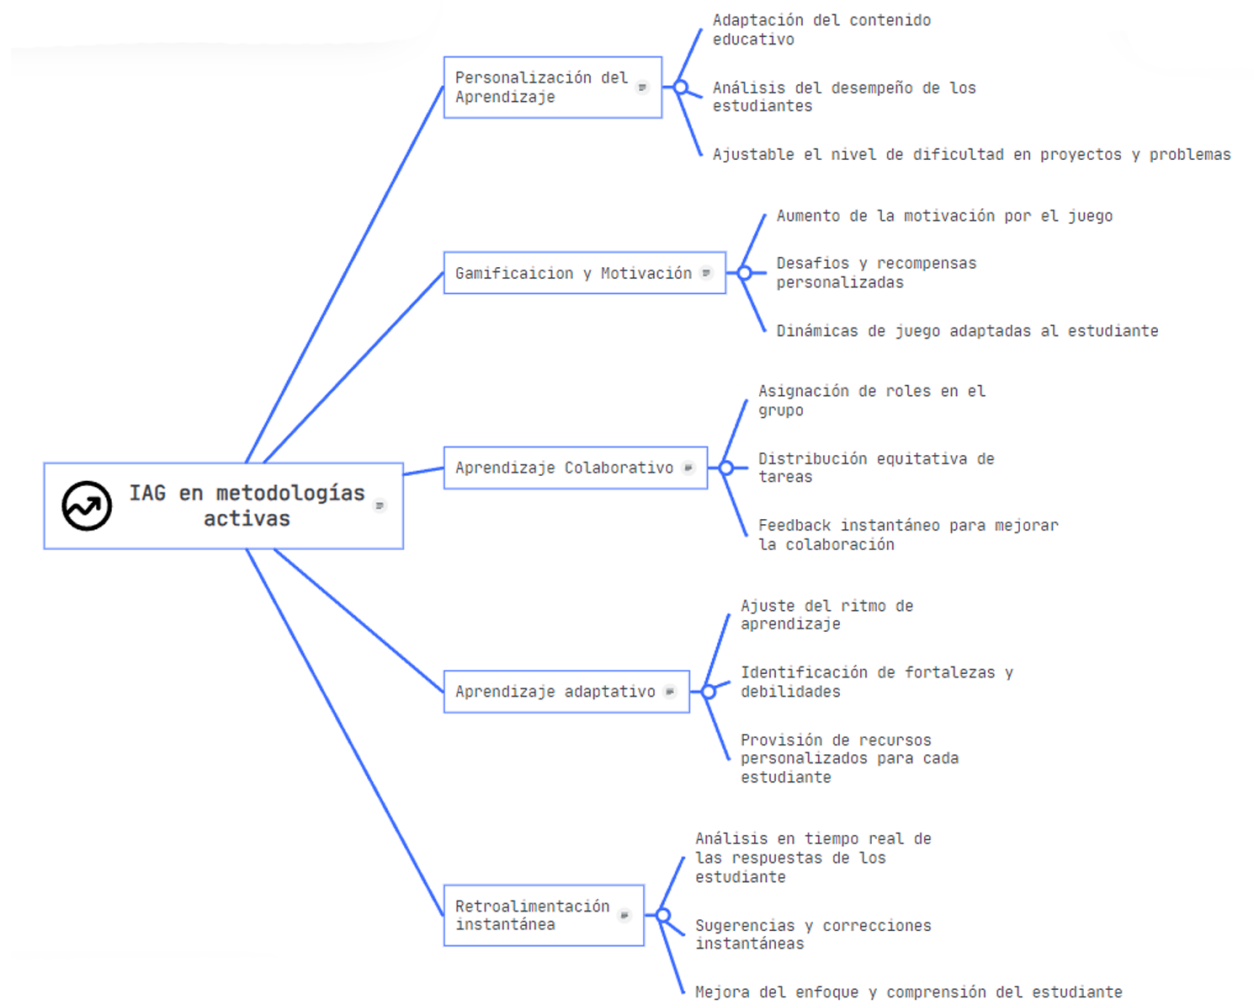 Adaptación del contenido
educativo
Personalización del
Aprendizaje
Análisis del desempeño de los
estudiantes
Ajustable el nivel de dificultad en proyectos y problemas
Aumento de la motivación por el juego
Gamificaicion y Motivación
Desafios y recompensas
personalizadas
Dinámicas de juego adaptadas al estudiante
Asignación de roles en el
grupo
Aprendizaje Colaborativo
Distribución equitativa de
tareas
Feedback instantáneo para mejorar
la colaboración
IAG en metodologías
activas
Ajuste del ritmo de
aprendizaje
Aprendizaje adaptativo
Identificación de fortalezas y
debilidades
Provisión de recursos
personalizados para cada
estudiante
Análisis en tiempo real de
las respuestas de los
estudiante
Retroalimentación
instantánea
Sugerencias y correcciones
instantáneas
Mejora del enfoque y comprensión del estudiante